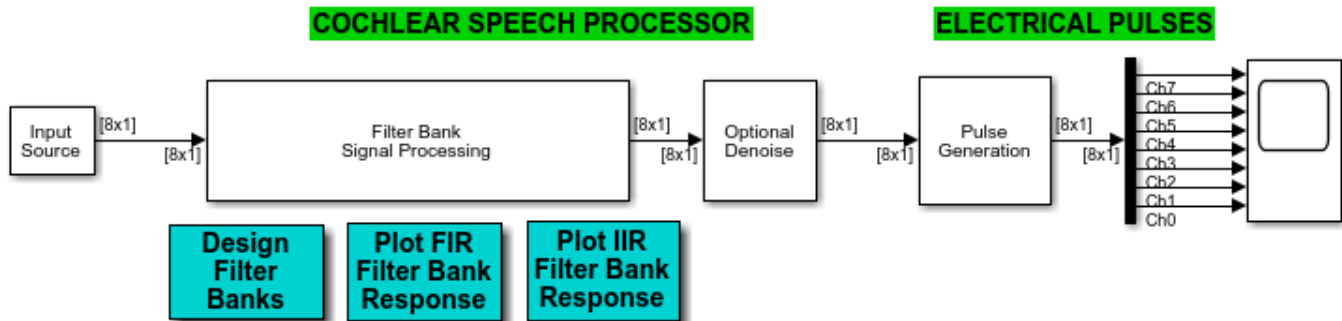 COCHLEAR SPEECH PROCESSOR
ELECTRICAL PULSES
Input
Source
[8x1]
[8x1]
Filter Bank
Signal Processing
[8x1]
[8x1]
Optional
Denoise
[8x1]
[8x1]
Pulse
Generation
[8x1]
[8x1]
Ch7
Ch6
Ch5
Ch4
Ch3
Ch2
Ch1
Ch0
Design
Filter
Banks
Plot FIR
Filter Bank
Response
Plot IIR
Filter Bank
Response